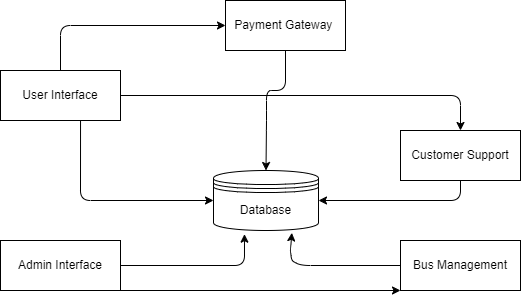 Payment Gateway
User Interface
Customer Support
Database
Admin Interface
Bus Management